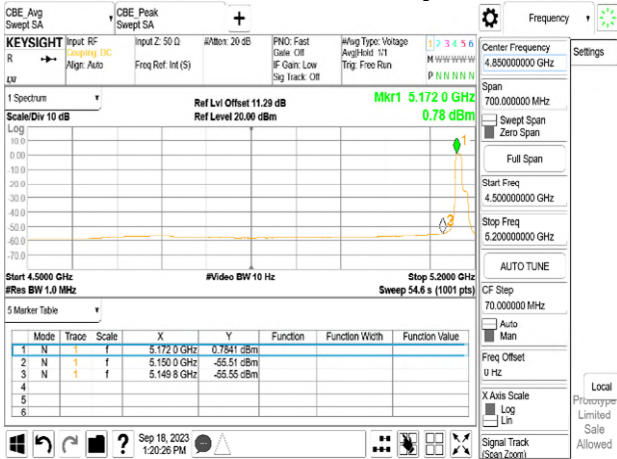 CBE_Avg
Swept SA
CBE_Peak
Swept SA
+
Frequency
KEYSIGHT
R
Input: RF
Coupling: DC
Align: Auto
Input Z: 50 Ω
Freq Ref: Int (S)
#Atten: 20 dB
PNO: Fast
Gate: Off
IF Gain: Low
Sig Track: Off
#Avg Type: Voltage
Avg|Hold: 1/1
Trig: Free Run
1 2 3 4 5 6
M W W W W W
P N N N N N
1 Spectrum
Scale/Div 10 dB
Ref Lvl Offset 11.29 dB
Ref Level 20.00 dBm
Mkr1 5.172 0 GHz
0.78 dBm
Log
10.0
0.00
-10.0
-20.0
-30.0
-40.0
-50.0
-60.0
-70.0
1
3
Start 4.5000 GHz
#Res BW 1.0 MHz
#Video BW 10 Hz
Stop 5.2000 GHz
Sweep 54.6 s (1001 pts)
5 Marker Table
Mode Trace Scale X Y Function Function Width Function Value
1 N 1 f 5.172 0 GHz 0.7841 dBm
2 N 1 f 5.150 0 GHz -55.51 dBm
3 N 1 f 5.149 8 GHz -55.55 dBm
4
5
6
Sep 18, 2023
1:20:26 PM
?
Center Frequency
4.850000000 GHz
Span
700.000000 MHz
Swept Span
Zero Span
Full Span
Start Freq
4.500000000 GHz
Stop Freq
5.200000000 GHz
AUTO TUNE
CF Step
70.000000 MHz
Auto
Man
Freq Offset
0 Hz
X Axis Scale
Log
Lin
Signal Track
(Span Zoom)
Settings
Local
Prototype
Limited
Sale
Allowed